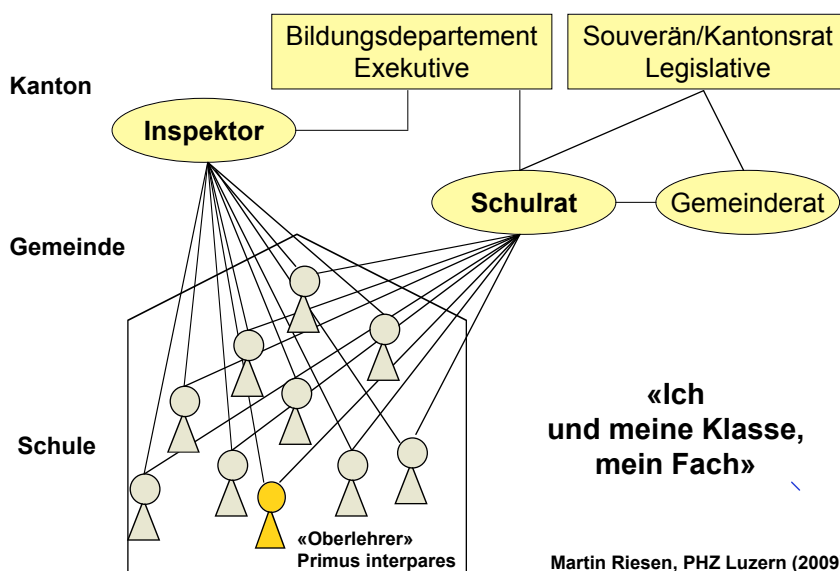 Bildungsdepartement
Exekutive
Souverän/Kantonsrat
Legislative
Kanton
Inspektor
Schulrat
Gemeinderat
Gemeinde
«Ich
und meine Klasse,
mein Fach»
Schule
«Oberlehrer»
Primus interpares
Martin Riesen, PHZ Luzern (2009